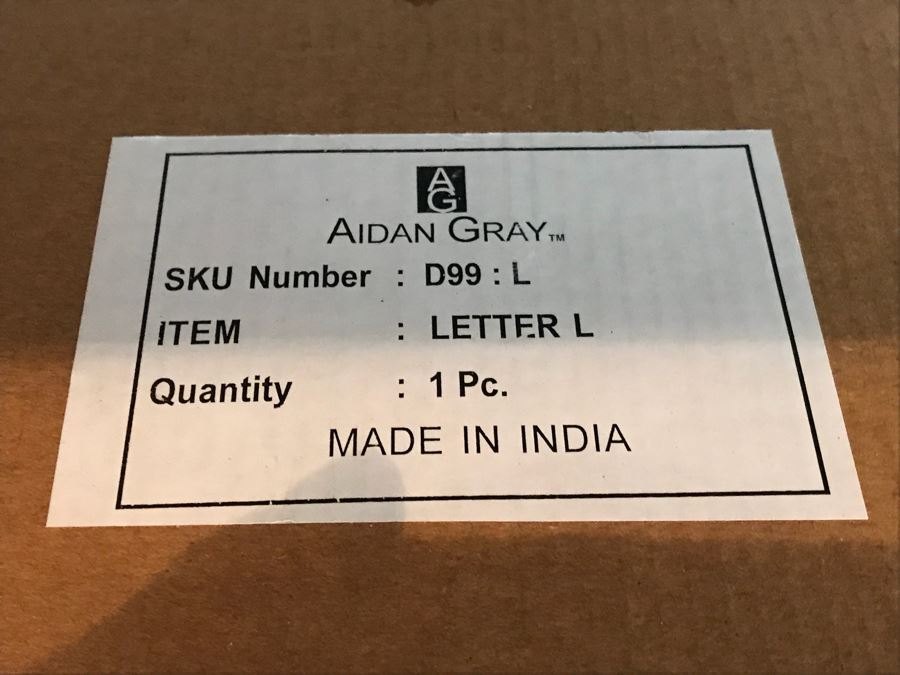 AG
AIDAN GRAY™
SKU Number : D99 : L
ITEM : LETTER L
Quantity : 1 Pc.
MADE IN INDIA